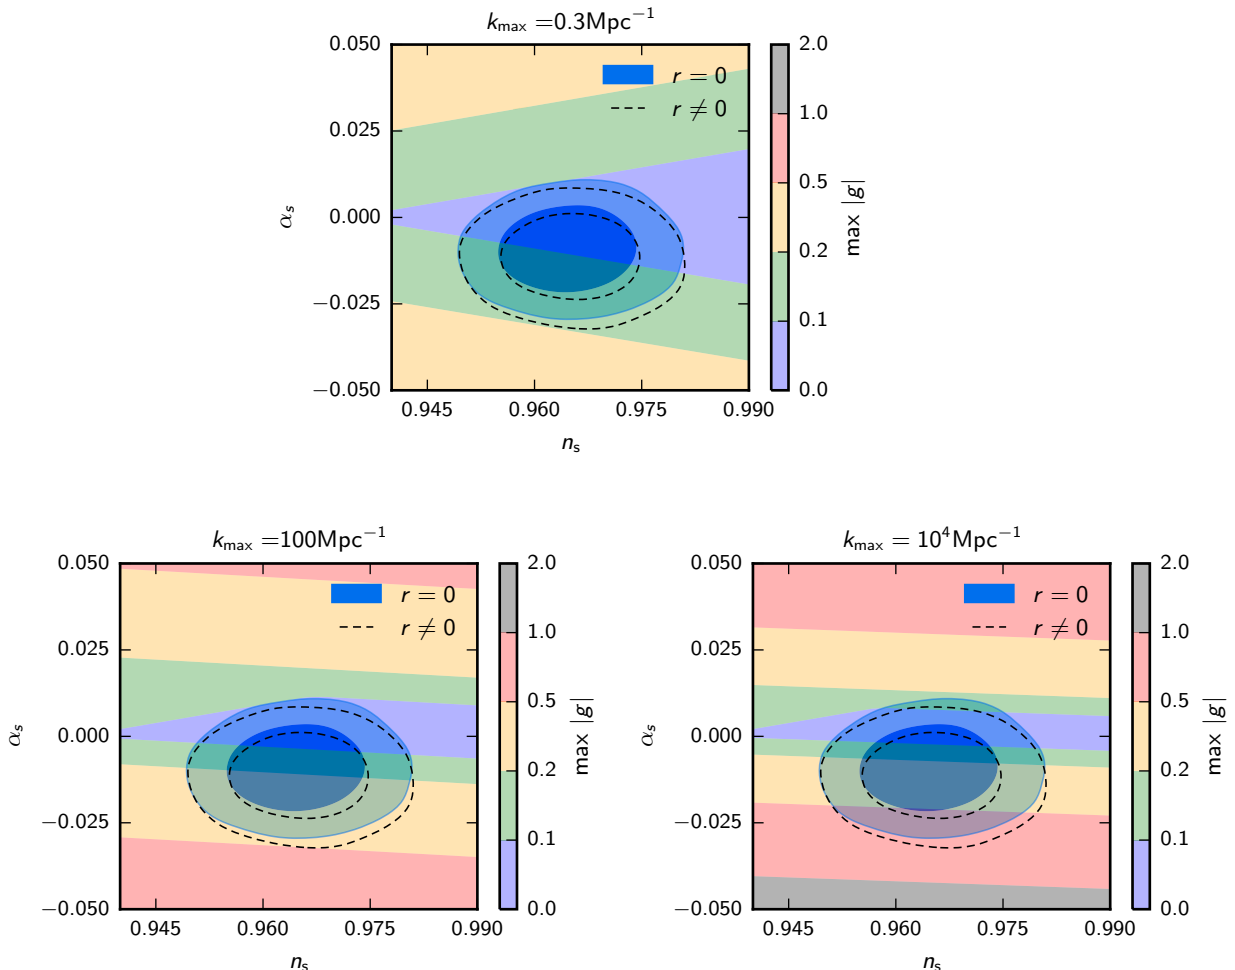 k_max = 0.3Mpc⁻¹
r = 0
r ≠ 0
0.050
0.025
0.000
−0.025
−0.050
α_s
0.945 0.960 0.975 0.990
n_s
2.0
1.0
0.5
0.2
0.1
0.0
max |g|
k_max = 100Mpc⁻¹
r = 0
r ≠ 0
0.050
0.025
0.000
−0.025
−0.050
α_s
0.945 0.960 0.975 0.990
n_s
2.0
1.0
0.5
0.2
0.1
0.0
max |g|
k_max = 10⁴Mpc⁻¹
r = 0
r ≠ 0
0.050
0.025
0.000
−0.025
−0.050
α_s
0.945 0.960 0.975 0.990
n_s
2.0
1.0
0.5
0.2
0.1
0.0
max |g|